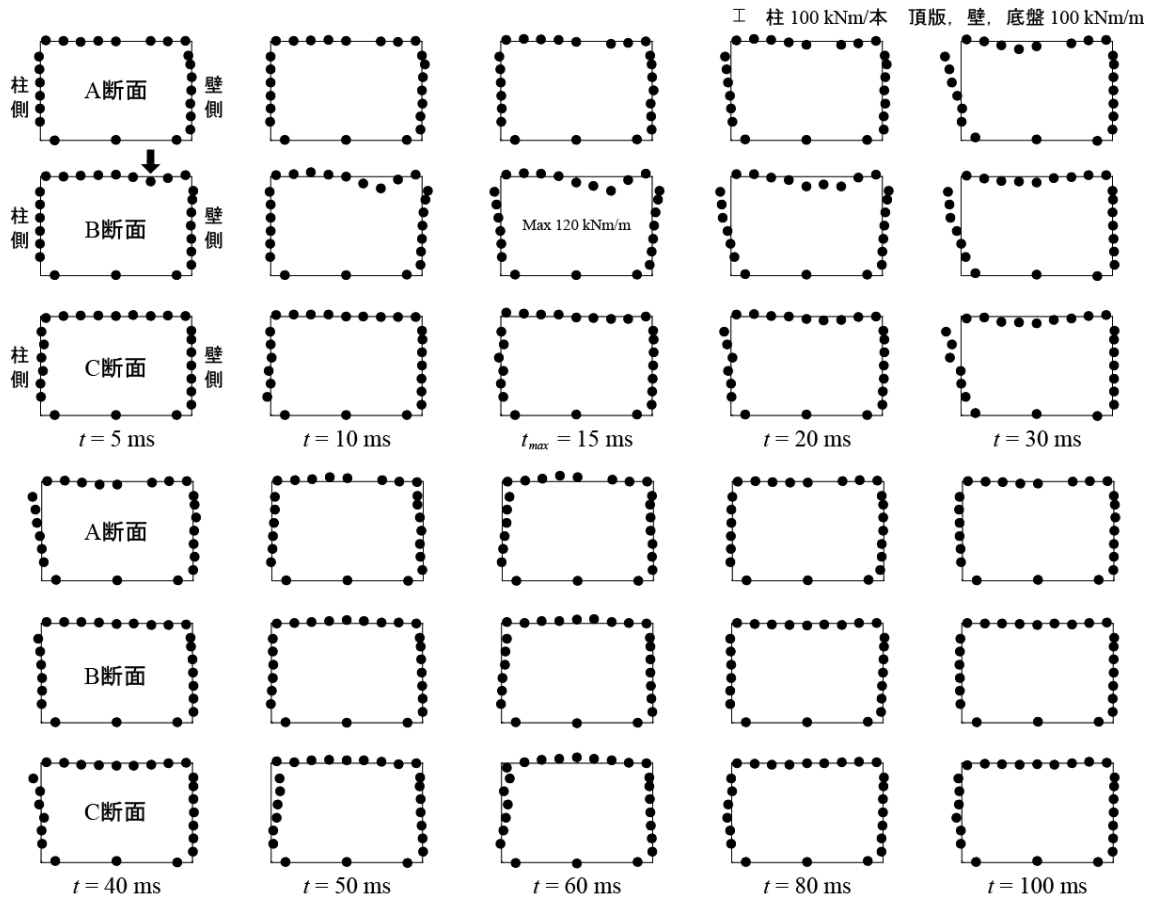 工 柱 100 kNm/本 頂版，壁，底盤 100 kNm/m
柱側 A断面 壁側
柱側 B断面 壁側
Max 120 kNm/m
柱側 C断面 壁側
t = 5 ms
t = 10 ms
tmax = 15 ms
t = 20 ms
t = 30 ms
A断面
B断面
C断面
t = 40 ms
t = 50 ms
t = 60 ms
t = 80 ms
t = 100 ms